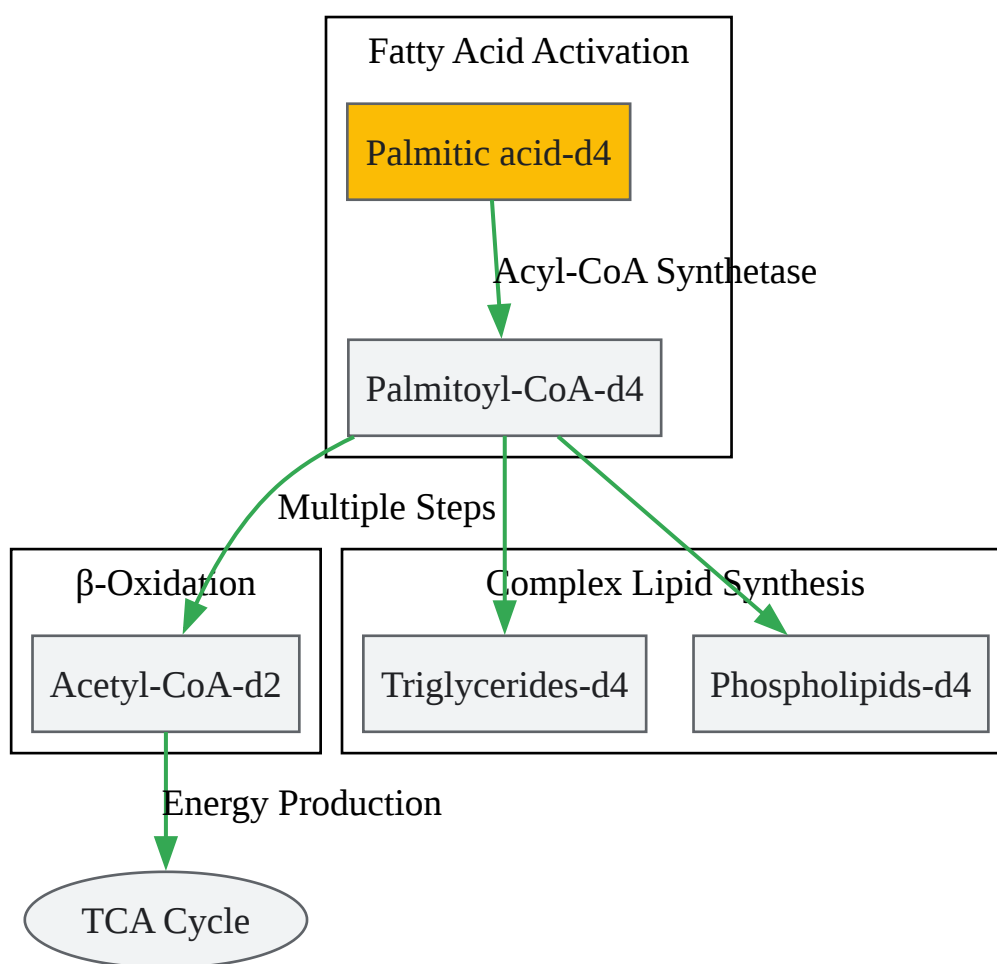 Fatty Acid Activation
Palmitic acid-d4
Acyl-CoA Synthetase
Palmitoyl-CoA-d4
Multiple Steps
β-Oxidation
Complex Lipid Synthesis
Acetyl-CoA-d2
Triglycerides-d4
Phospholipids-d4
Energy Production
TCA Cycle